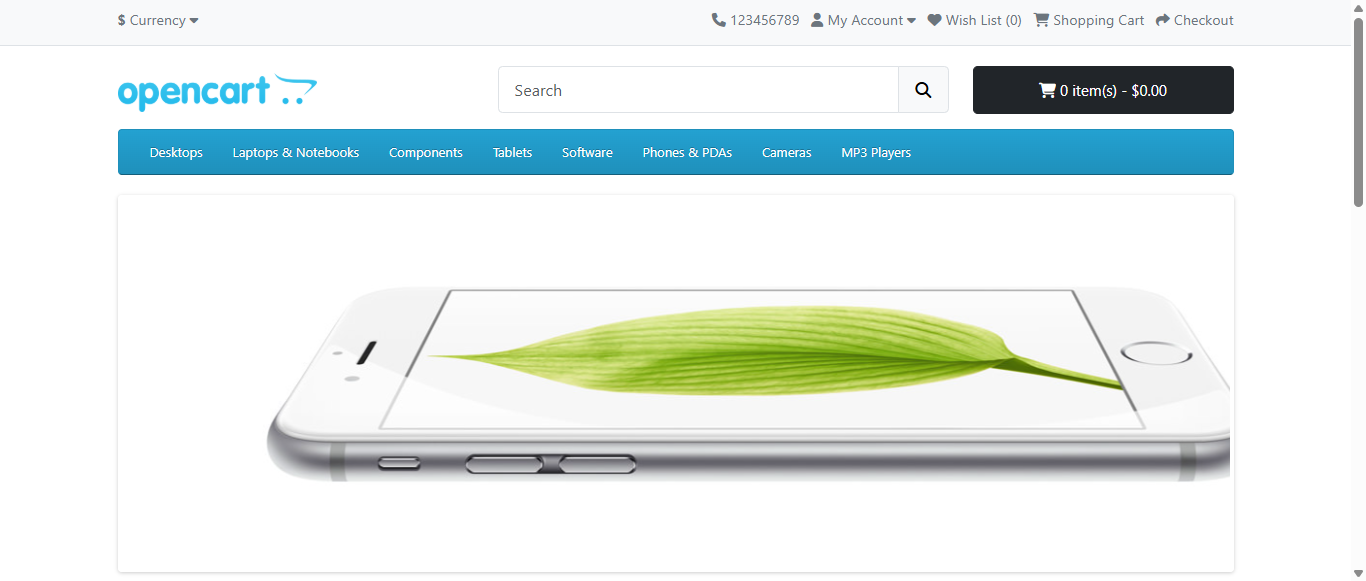 $ Currency 123456789 My Account Wish List (0) Shopping Cart Checkout
opencart Search 0 item(s) - $0.00
Desktops Laptops & Notebooks Components Tablets Software Phones & PDAs Cameras MP3 Players